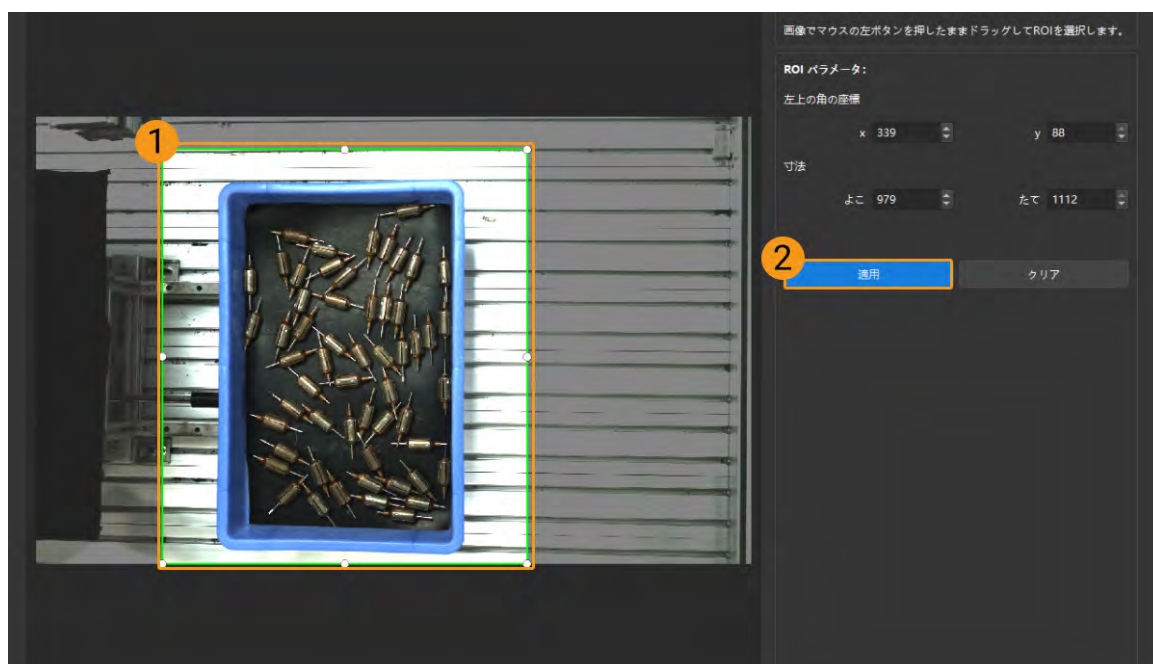 画像でマウスの左ボタンを押したままドラッグしてROIを選択します。
ROI パラメータ:
左上の角の座標
x 339 y 88
寸法
よこ 979 たて 1112
1
2
適用 クリア